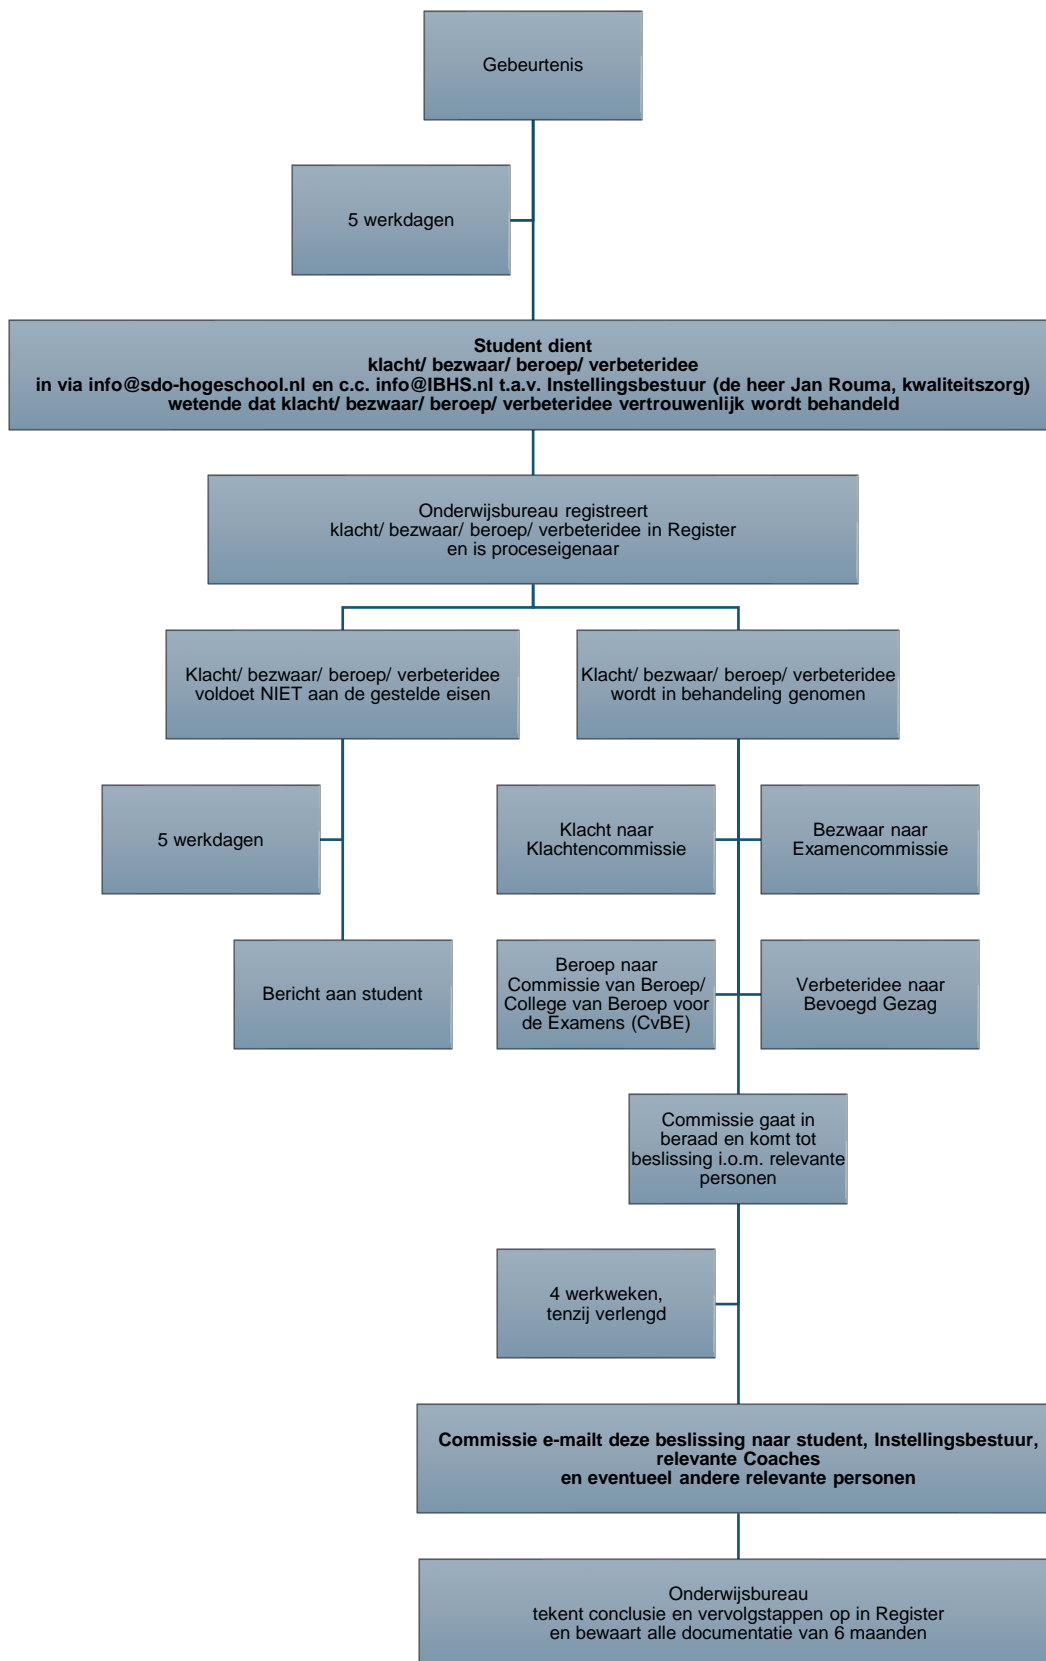 Gebeurtenis
5 werkdagen
Student dient
klacht/ bezwaar/ beroep/ verbeteridee
in via info@sdo-hogeschool.nl en c.c. info@IBHS.nl t.a.v. Instellingsbestuur (de heer Jan Rouma, kwaliteitszorg)
wetende dat klacht/ bezwaar/ beroep/ verbeteridee vertrouwenlijk wordt behandeld
Onderwijsbureau registreert
klacht/ bezwaar/ beroep/ verbeteridee in Register
en is proceseigenaar
Klacht/ bezwaar/ beroep/ verbeteridee
voldoet NIET aan de gestelde eisen
Klacht/ bezwaar/ beroep/ verbeteridee
wordt in behandeling genomen
5 werkdagen
Bericht aan student
Klacht naar
Klachtencommissie
Bezwaar naar
Examencommissie
Beroep naar
Commissie van Beroep/
College van Beroep voor
de Examens (CvBE)
Verbeteridee naar
Bevoegd Gezag
Commissie gaat in
beraad en komt tot
beslissing i.o.m. relevante
personen
4 werkweken,
tenzij verlengd
Commissie e-mailt deze beslissing naar student, Instellingsbestuur,
relevante Coaches
en eventueel andere relevante personen
Onderwijsbureau
tekent conclusie en vervolgstappen op in Register
en bewaart alle documentatie van 6 maanden